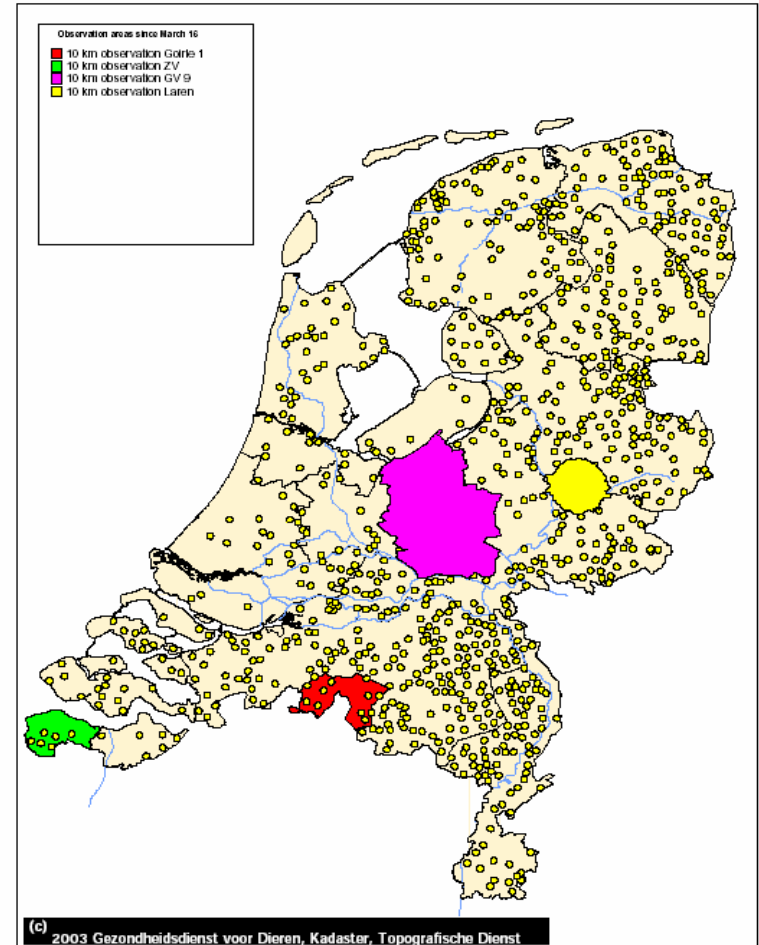 Observation areas since March 16
10 km observation Goirle 1
10 km observation ZV
10 km observation GV 9
10 km observation Laren
(c)
2003 Gezondheidsdienst voor Dieren, Kadaster, Topografische Dienst